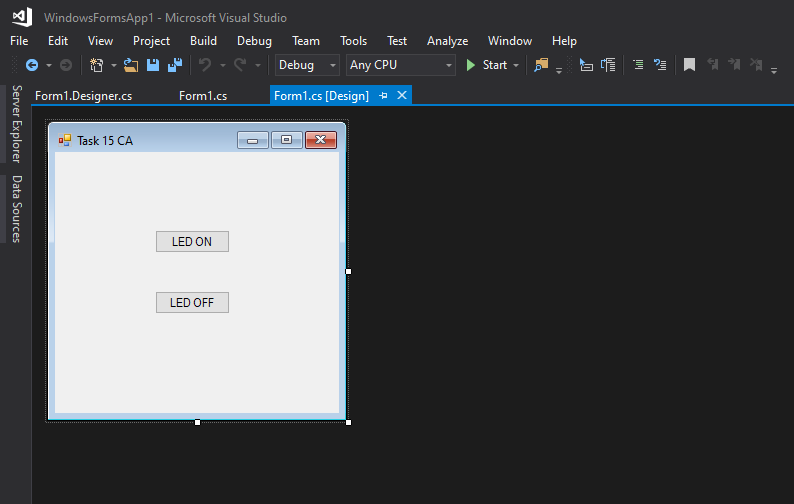 WindowsFormsApp1 - Microsoft Visual Studio
File Edit View Project Build Debug Team Tools Test Analyze Window Help
Debug Any CPU Start
Form1.Designer.cs Form1.cs Form1.cs [Design]
Server Explorer
Data Sources
Task 15 CA
LED ON
LED OFF